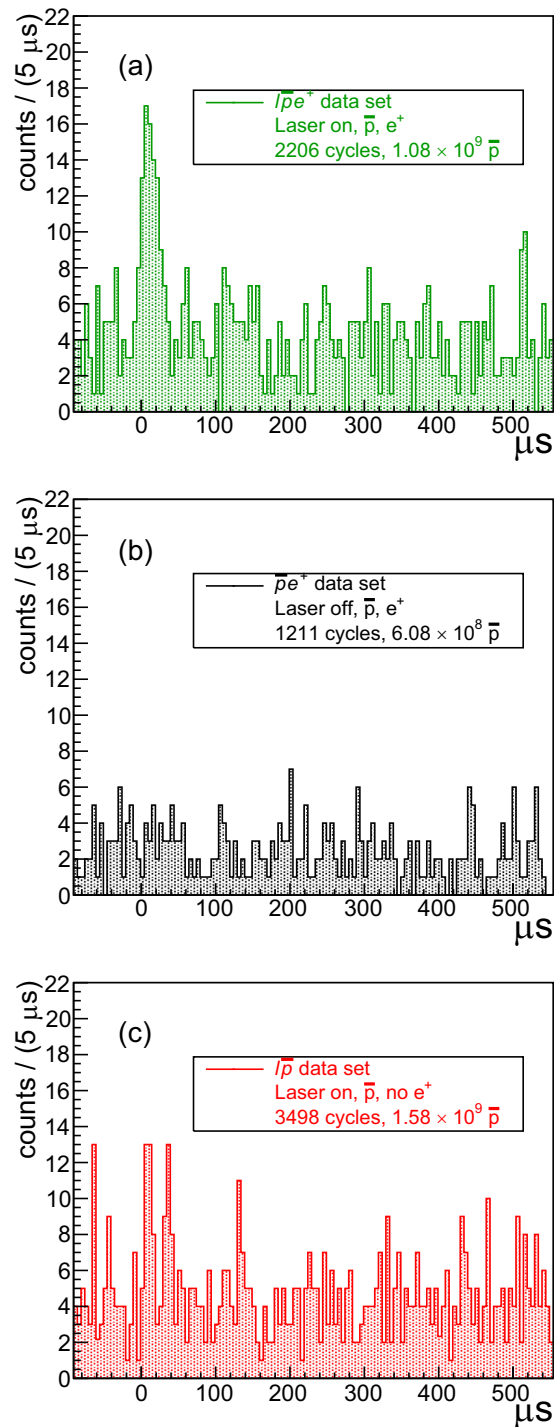 counts / (5 μs)
22
20
18
16
14
12
10
8
6
4
2
0
(a)
lp̅e⁺ data set
Laser on, p̅, e⁺
2206 cycles, 1.08 × 10⁹ p̅
0 100 200 300 400 500
μs
counts / (5 μs)
22
20
18
16
14
12
10
8
6
4
2
0
(b)
p̅e⁺ data set
Laser off, p̅, e⁺
1211 cycles, 6.08 × 10⁸ p̅
0 100 200 300 400 500
μs
counts / (5 μs)
22
20
18
16
14
12
10
8
6
4
2
0
(c)
lp̅ data set
Laser on, p̅, no e⁺
3498 cycles, 1.58 × 10⁹ p̅
0 100 200 300 400 500
μs